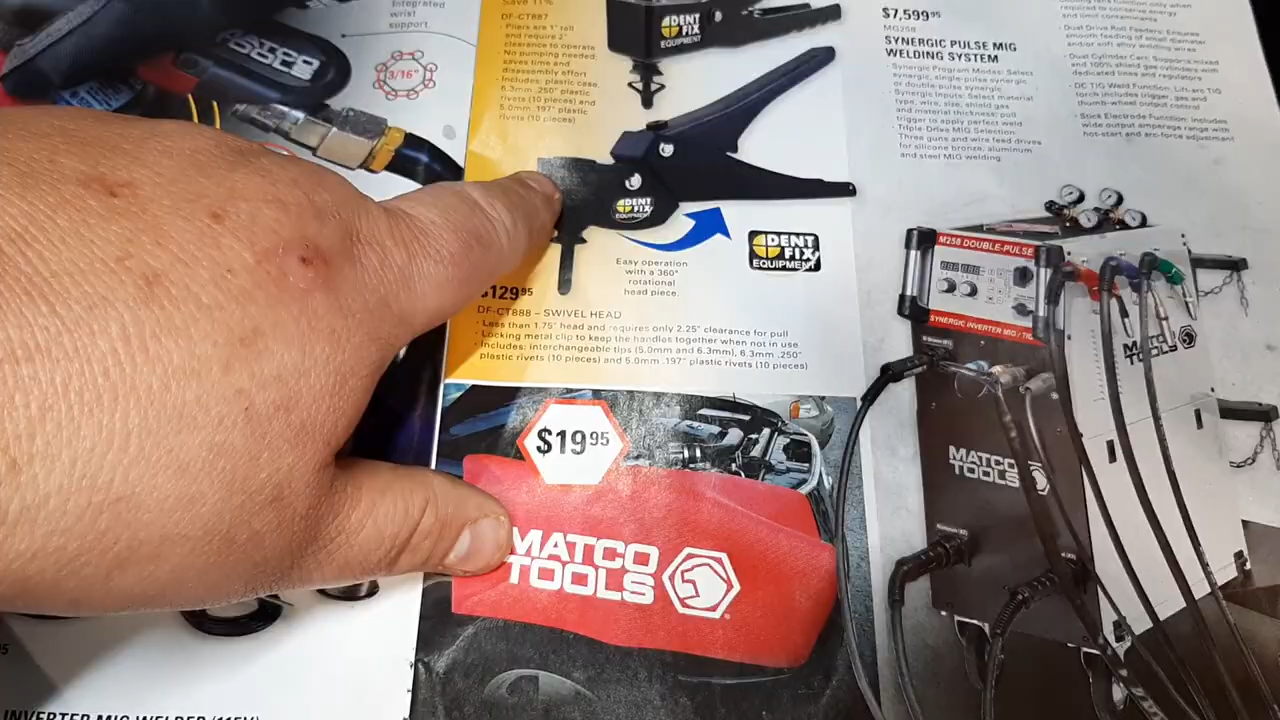 Integrated
wrist
support.
MATCO
TOOLS
3/16"
Save 11%
DF-CT887
• Pliers are 1" tall
and require 2"
clearance to operate
• No pumping needed;
saves time and
disassembly effort
• Includes: plastic case,
6.3mm .250" plastic
rivets (10 pieces) and
5.0mm .197" plastic
rivets (10 pieces)
DENT
FIX
EQUIPMENT
DENT
FIX
EQUIPMENT
DENT
FIX
EQUIPMENT
Easy operation
with a 360°
rotational
head piece.
$129 95
DF-CT888 – SWIVEL HEAD
• Less than 1.75" head and requires only 2.25" clearance for pull
• Locking metal clip to keep the handles together when not in use
• Includes: interchangeable tips (5.0mm and 6.3mm), 6.3mm .250"
plastic rivets (10 pieces) and 5.0mm .197" plastic rivets (10 pieces)
$19 95
MATCO
TOOLS
$7,599 95
MG258
SYNERGIC PULSE MIG
WELDING SYSTEM
• Synergic Program Modes: Select
synergic, single-pulse synergic
or double-pulse synergic
• Synergic Inputs: Select material
type, wire, size, shield gas
and material thickness; pull
trigger to apply perfect weld
• Triple-Drive MIG Selection:
Three guns and wire feed drives
for silicone bronze, aluminum
and steel MIG welding
required to conserve energy
and limit contaminants
• Dual Drive Roll Feeders: Ensures
smooth feeding of small diameter
and/or soft alloy welding wires
• Dual Cylinder Cart: Supports mixed
and 100% shield gas cylinders with
dedicated lines and regulators
• DC TIG Weld Function: Lift-arc TIG
torch includes trigger, gas and
thumb-wheel output control
• Stick Electrode Function: Includes
wide output amperage range with
hot-start and arc-force adjustment
M258 DOUBLE-PULSE
SYNERGIC INVERTER MIG / TIG
MATCO
TOOLS
MATCO
TOOLS
INVERTER MIG WELDER (115V)